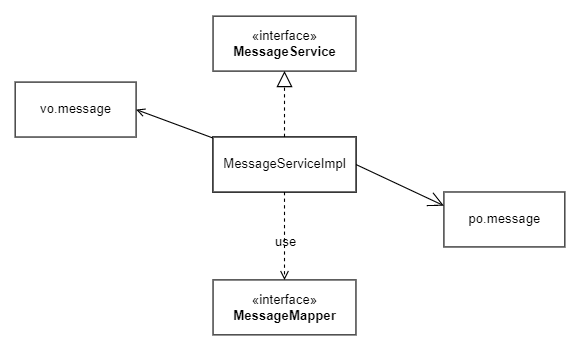 «interface»
MessageService
vo.message
MessageServiceImpl
po.message
use
«interface»
MessageMapper